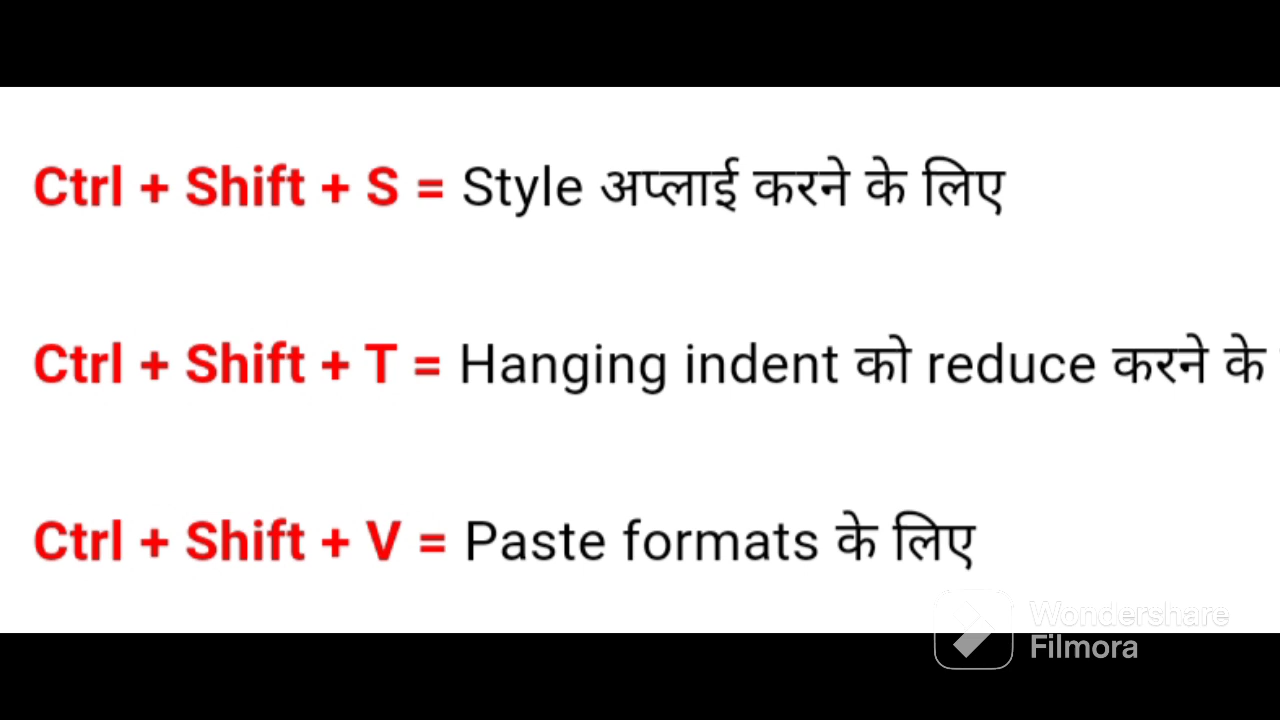 Ctrl + Shift + S = Style अप्लाई करने के लिए
Ctrl + Shift + T = Hanging indent को reduce करने के
Ctrl + Shift + V = Paste formats के लिए
Wondershare
Filmora